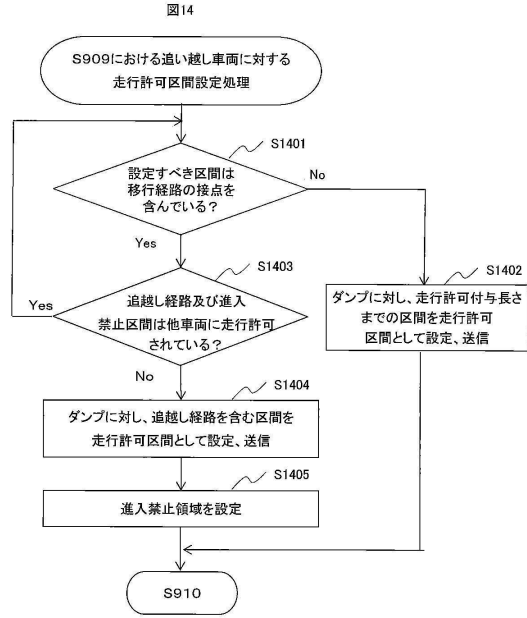 図14
S909における追い越し車両に対する
走行許可区間設定処理
S1401
設定すべき区間は
移行経路の接点を
含んでいる?
No
Yes
S1403
S1402
追越し経路及び進入
禁止区間は他車両に走行許可
されている?
Yes
ダンプに対し、走行許可付与長さ
までの区間を走行許可
区間として設定、送信
No
S1404
ダンプに対し、追越し経路を含む区間を
走行許可区間として設定、送信
S1405
進入禁止領域を設定
S910